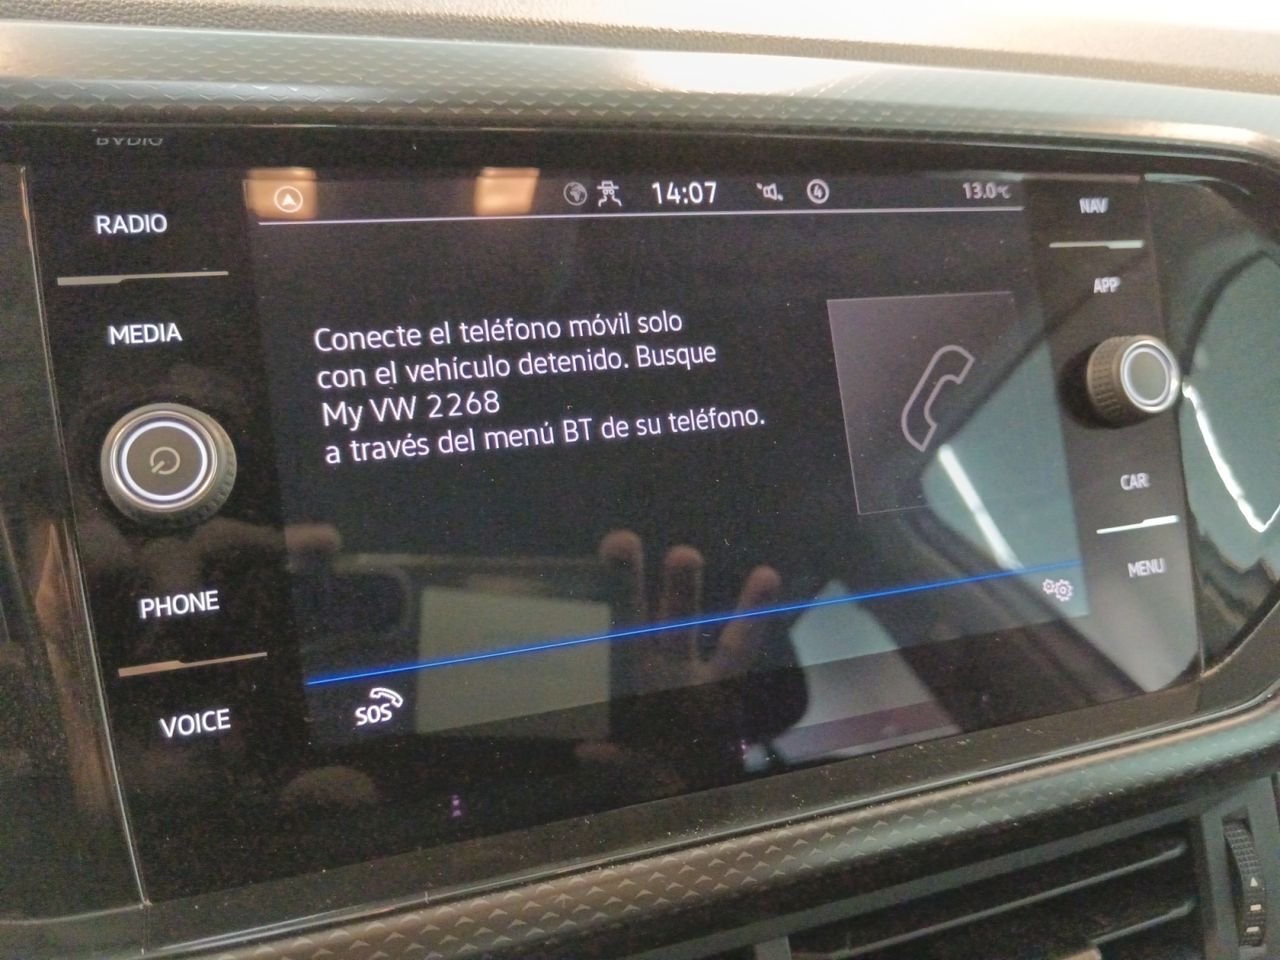 RADIO
MEDIA
PHONE
VOICE
14:07
4
13.0°C
Conecte el teléfono móvil solo
con el vehículo detenido. Busque
My VW 2268
a través del menú BT de su teléfono.
SOS
NAV
APP
CAR
MENU